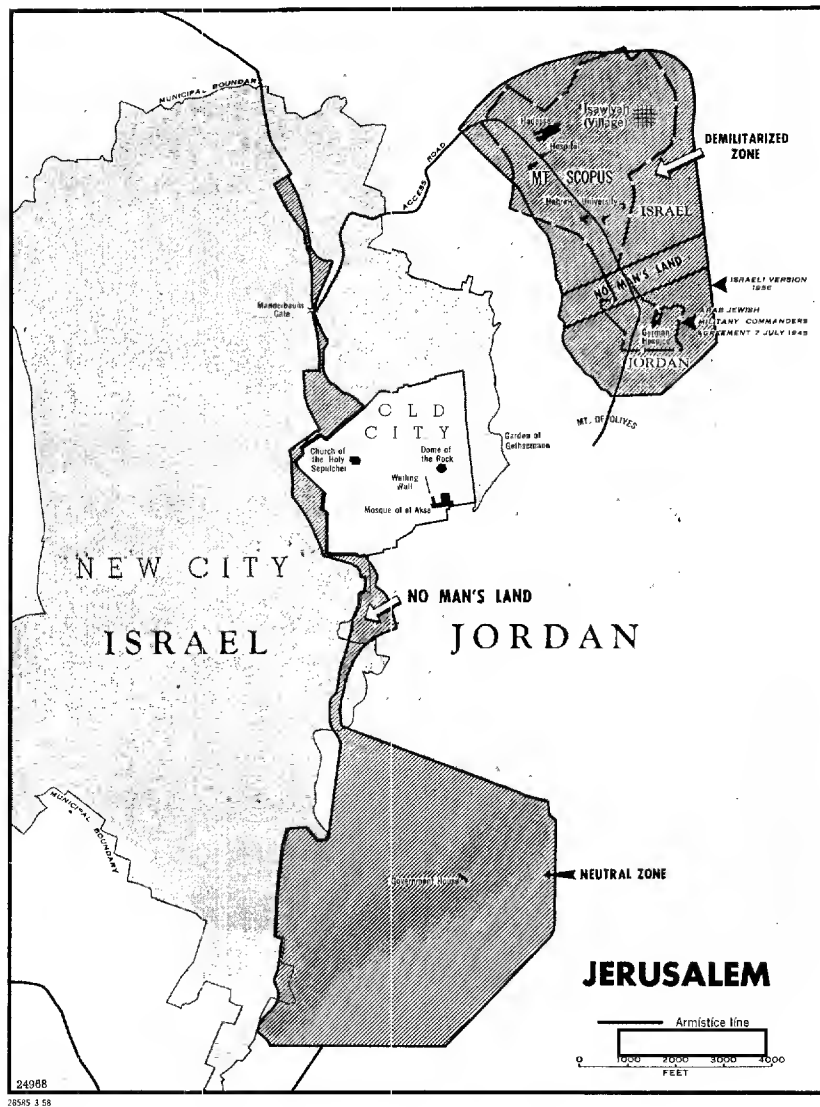 MUNICIPAL BOUNDARY
ACCESS ROAD
Isawiyah
(Village)
Hospital
DEMILITARIZED
ZONE
MT. SCOPUS
Hebrew University
ISRAEL
NO MAN'S LAND
ISRAELI VERSION
Mandelbaum
Gate
ARAB JEWISH
MILITARY COMMANDERS
AGREEMENT 7 JULY 1948
German
Hospice
JORDAN
MT. OF OLIVES
OLD
CITY
Garden of
Gethsemane
Church of
the Holy
Sepulcher
Dome of
the Rock
Wailing
Wall
Mosque of el Aksa
NEW CITY
NO MAN'S LAND
ISRAEL
JORDAN
MUNICIPAL BOUNDARY
Government House
NEUTRAL ZONE
JERUSALEM
Armistice line
0 1000 2000 3000 4000
FEET
24968
28585 3 58